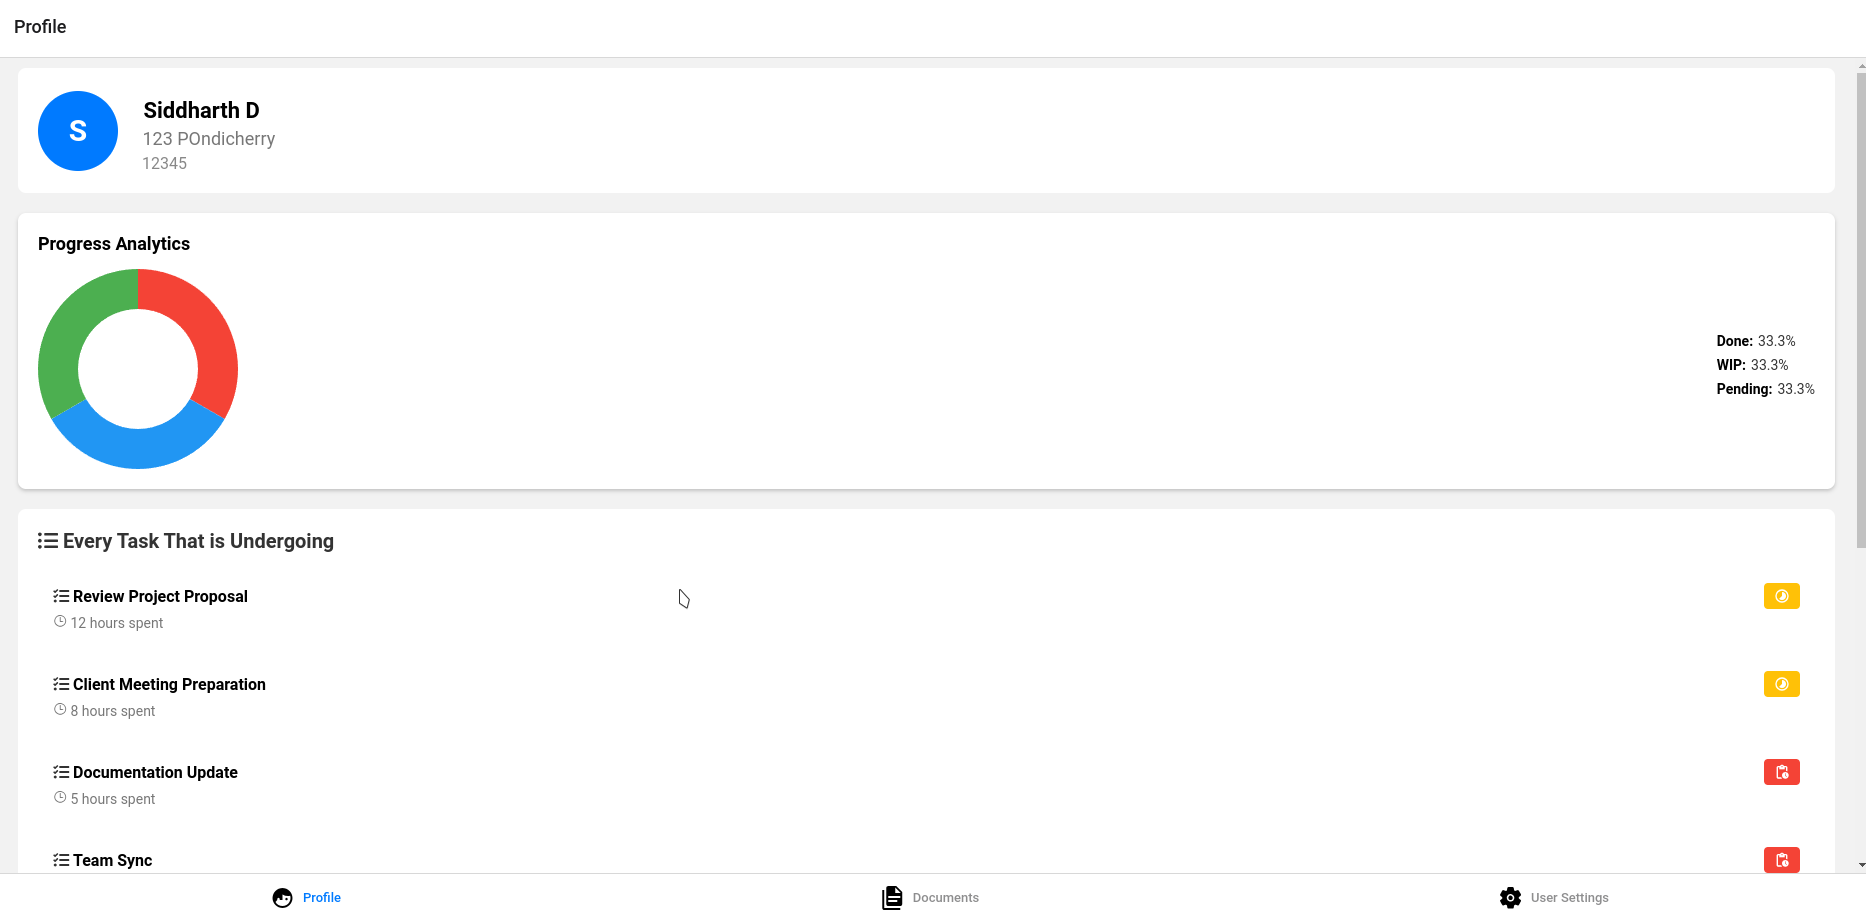 Profile
S
Siddharth D
123 POndicherry
12345
Progress Analytics
Done: 33.3%
WIP: 33.3%
Pending: 33.3%
Every Task That is Undergoing
Review Project Proposal
12 hours spent
Client Meeting Preparation
8 hours spent
Documentation Update
5 hours spent
Team Sync
Profile
Documents
User Settings